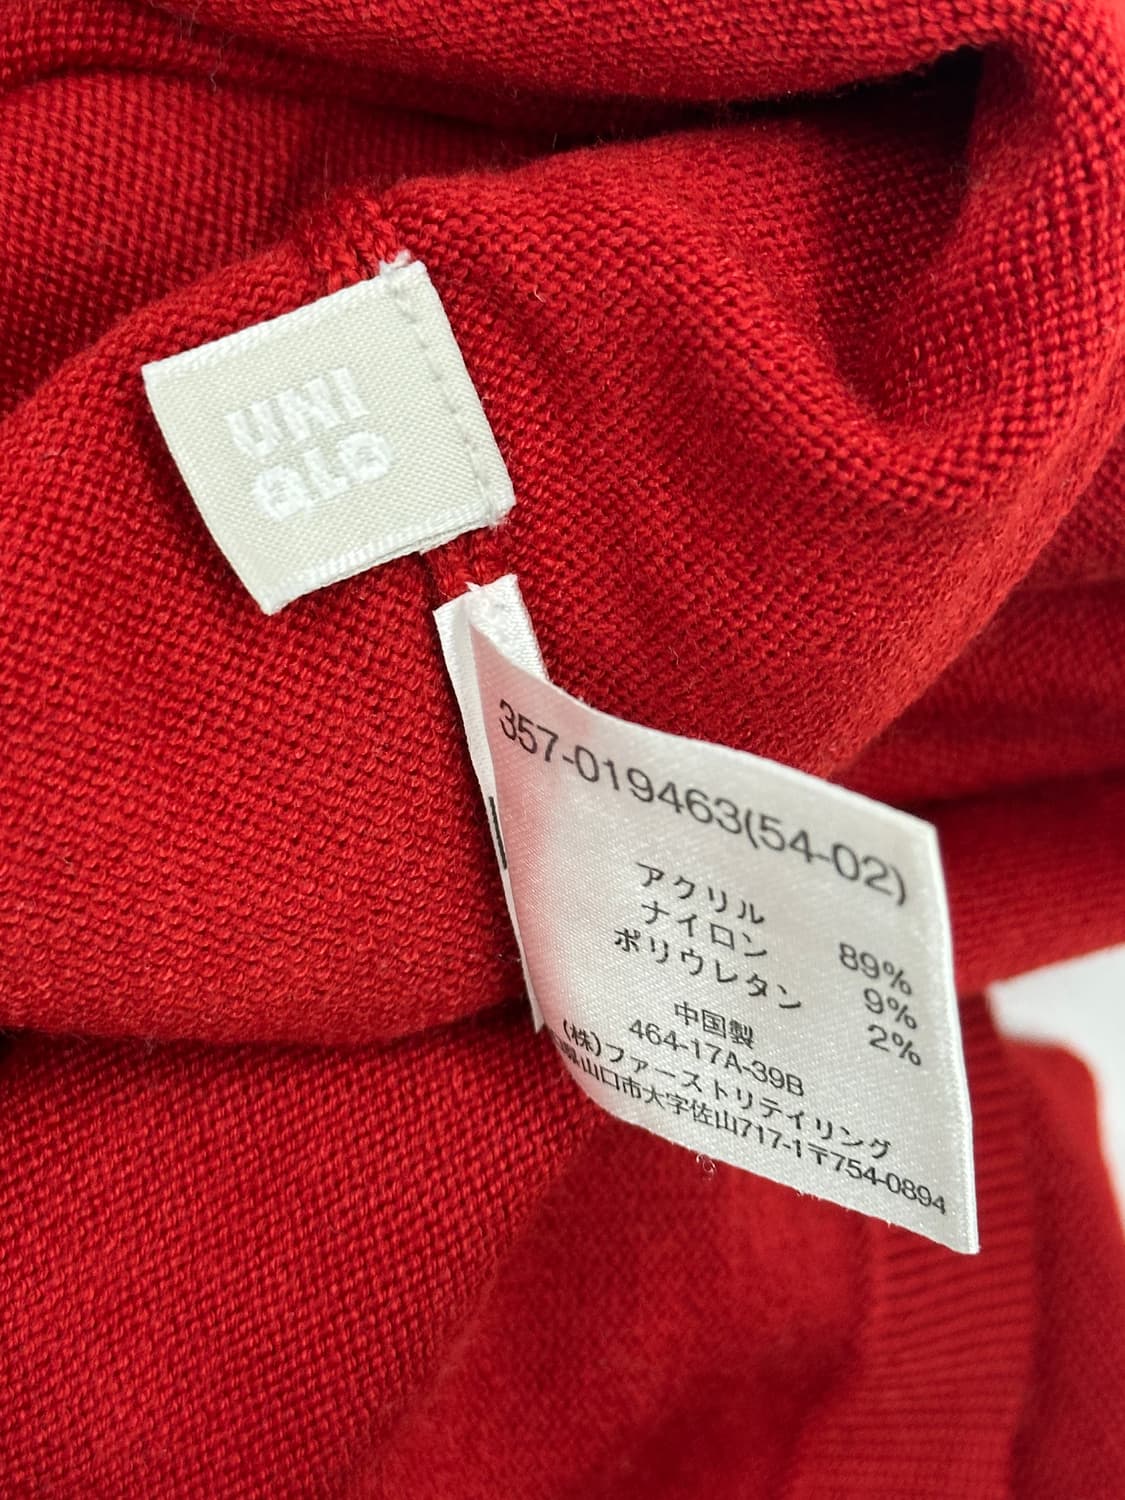 UNI
QLO
357-019463(54-02)
アクリル 89%
ナイロン 9%
ポリウレタン 2%
中国製
464-17A-39B
(株)ファーストリテイリング
県山口市大字佐山717-1〒754-0894